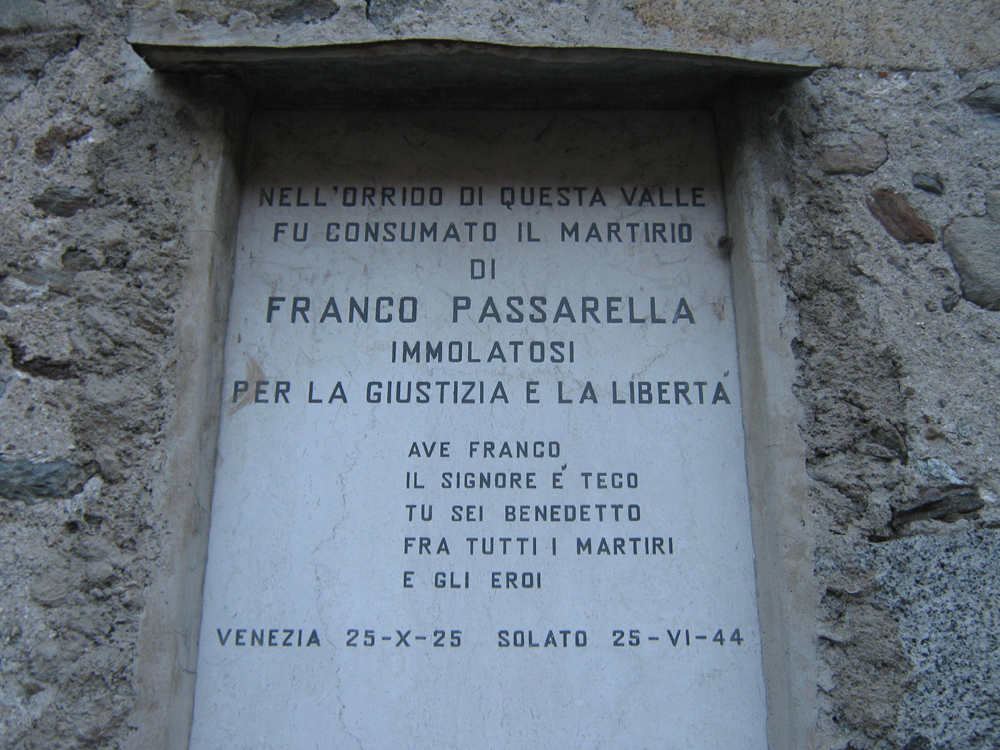 NELL'ORRIDO DI QUESTA VALLE
FU CONSUMATO IL MARTIRIO
DI
FRANCO PASSARELLA
IMMOLATOSI
PER LA GIUSTIZIA E LA LIBERTA'
AVE FRANCO
IL SIGNORE E' TECO
TU SEI BENEDETTO
FRA TUTTI I MARTIRI
E GLI EROI
VENEZIA 25-X-25 SOLATO 25-VI-44